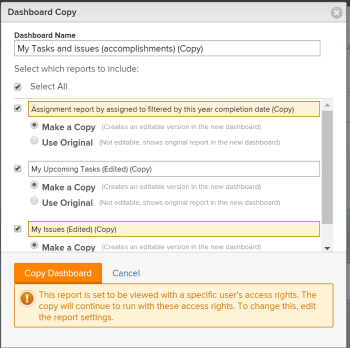 Dashboard Copy
Dashboard Name
My Tasks and issues (accomplishments) (Copy)
Select which reports to include:
Select All
Assignment report by assigned to filtered by this year completion date (Copy)
Make a Copy (Creates an editable version in the new dashboard)
Use Original (Not editable, shows original report in the new dashboard)
My Upcoming Tasks (Edited) (Copy)
Make a Copy (Creates an editable version in the new dashboard)
Use Original (Not editable, shows original report in the new dashboard)
My Issues (Edited) (Copy)
Make a Copy (Creates an editable version in the new dashboard)
Copy Dashboard Cancel
This report is set to be viewed with a specific user's access rights. The
copy will continue to run with these access rights. To change this, edit
the report settings.